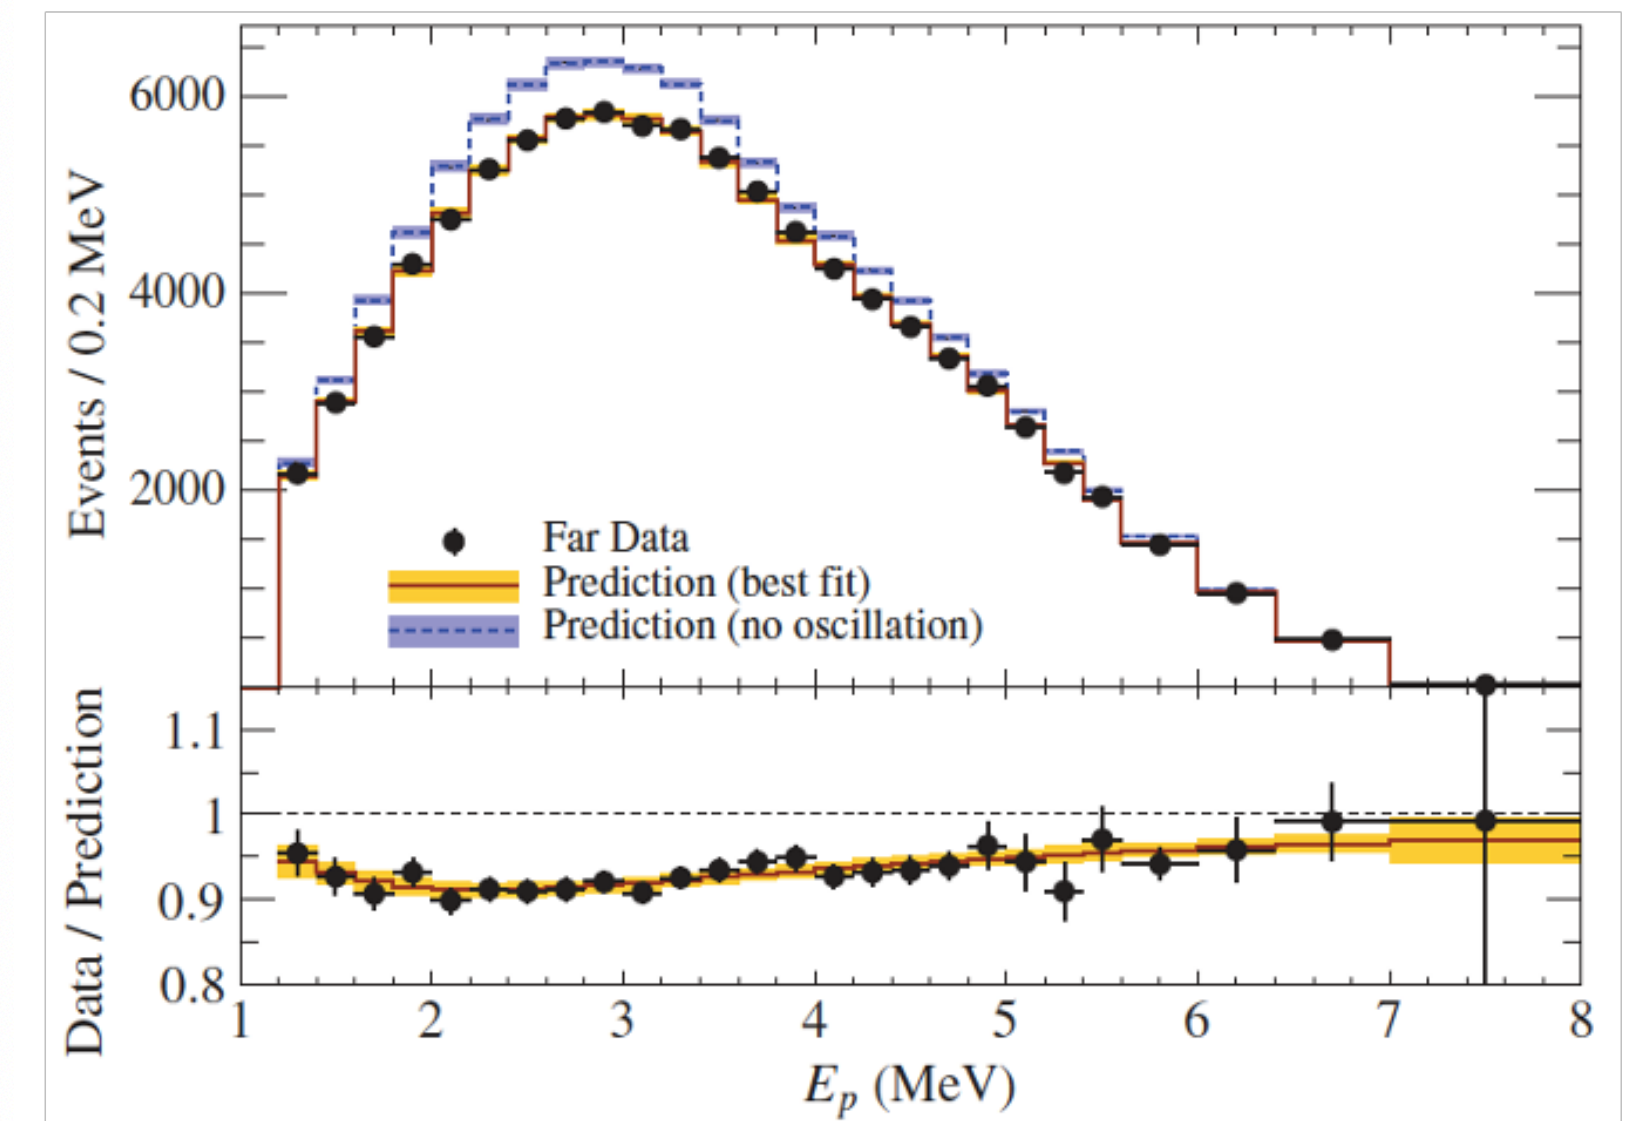 6000
4000
2000
Events / 0.2 MeV
Far Data
Prediction (best fit)
Prediction (no oscillation)
1.1
1
0.9
0.8
Data / Prediction
1 2 3 4 5 6 7 8
E_p (MeV)